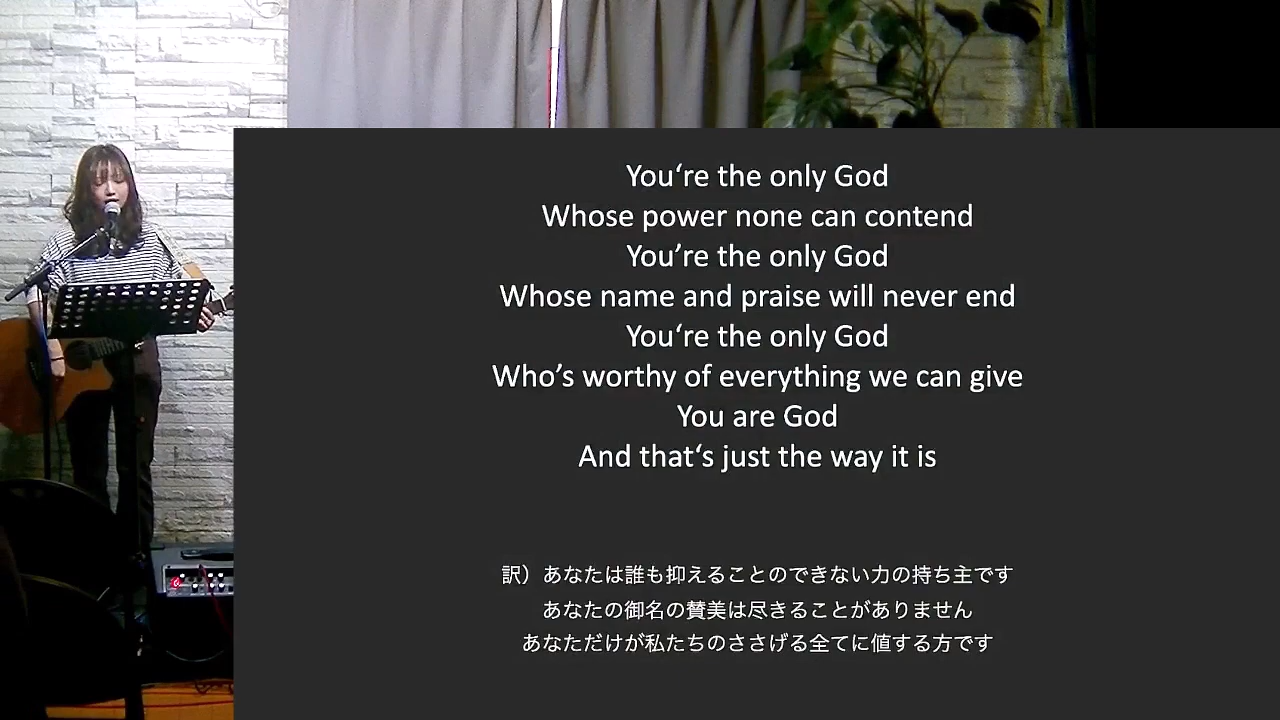 You‘re the only God
Whose power none can contend
You’re the only God
Whose name and praise will never end
You‘re the only God
Who’s worthy of everything we can give
You are God
And that‘s just the way it is
訳）あなたは誰も抑えることのできない力の持ち主です
あなたの御名の賛美は尽きることがありません
あなただけが私たちのささげる全てに値する方です